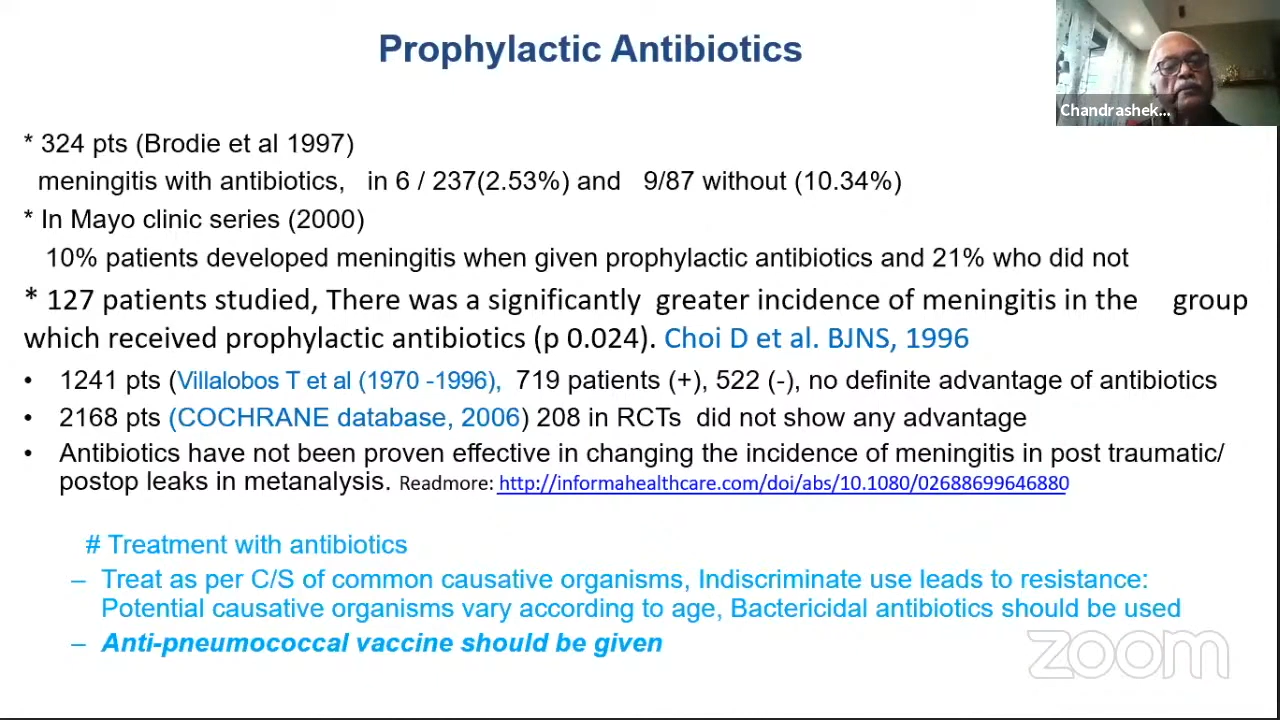 Prophylactic Antibiotics
Chandrashek...
* 324 pts (Brodie et al 1997)
meningitis with antibiotics, in 6 / 237(2.53%) and 9/87 without (10.34%)
* In Mayo clinic series (2000)
10% patients developed meningitis when given prophylactic antibiotics and 21% who did not
* 127 patients studied, There was a significantly greater incidence of meningitis in the group
which received prophylactic antibiotics (p 0.024). Choi D et al. BJNS, 1996
• 1241 pts (Villalobos T et al (1970 -1996), 719 patients (+), 522 (-), no definite advantage of antibiotics
• 2168 pts (COCHRANE database, 2006) 208 in RCTs did not show any advantage
• Antibiotics have not been proven effective in changing the incidence of meningitis in post traumatic/
postop leaks in metanalysis. Readmore: http://informahealthcare.com/doi/abs/10.1080/02688699646880
# Treatment with antibiotics
– Treat as per C/S of common causative organisms, Indiscriminate use leads to resistance:
Potential causative organisms vary according to age, Bactericidal antibiotics should be used
– Anti-pneumococcal vaccine should be given
zoom